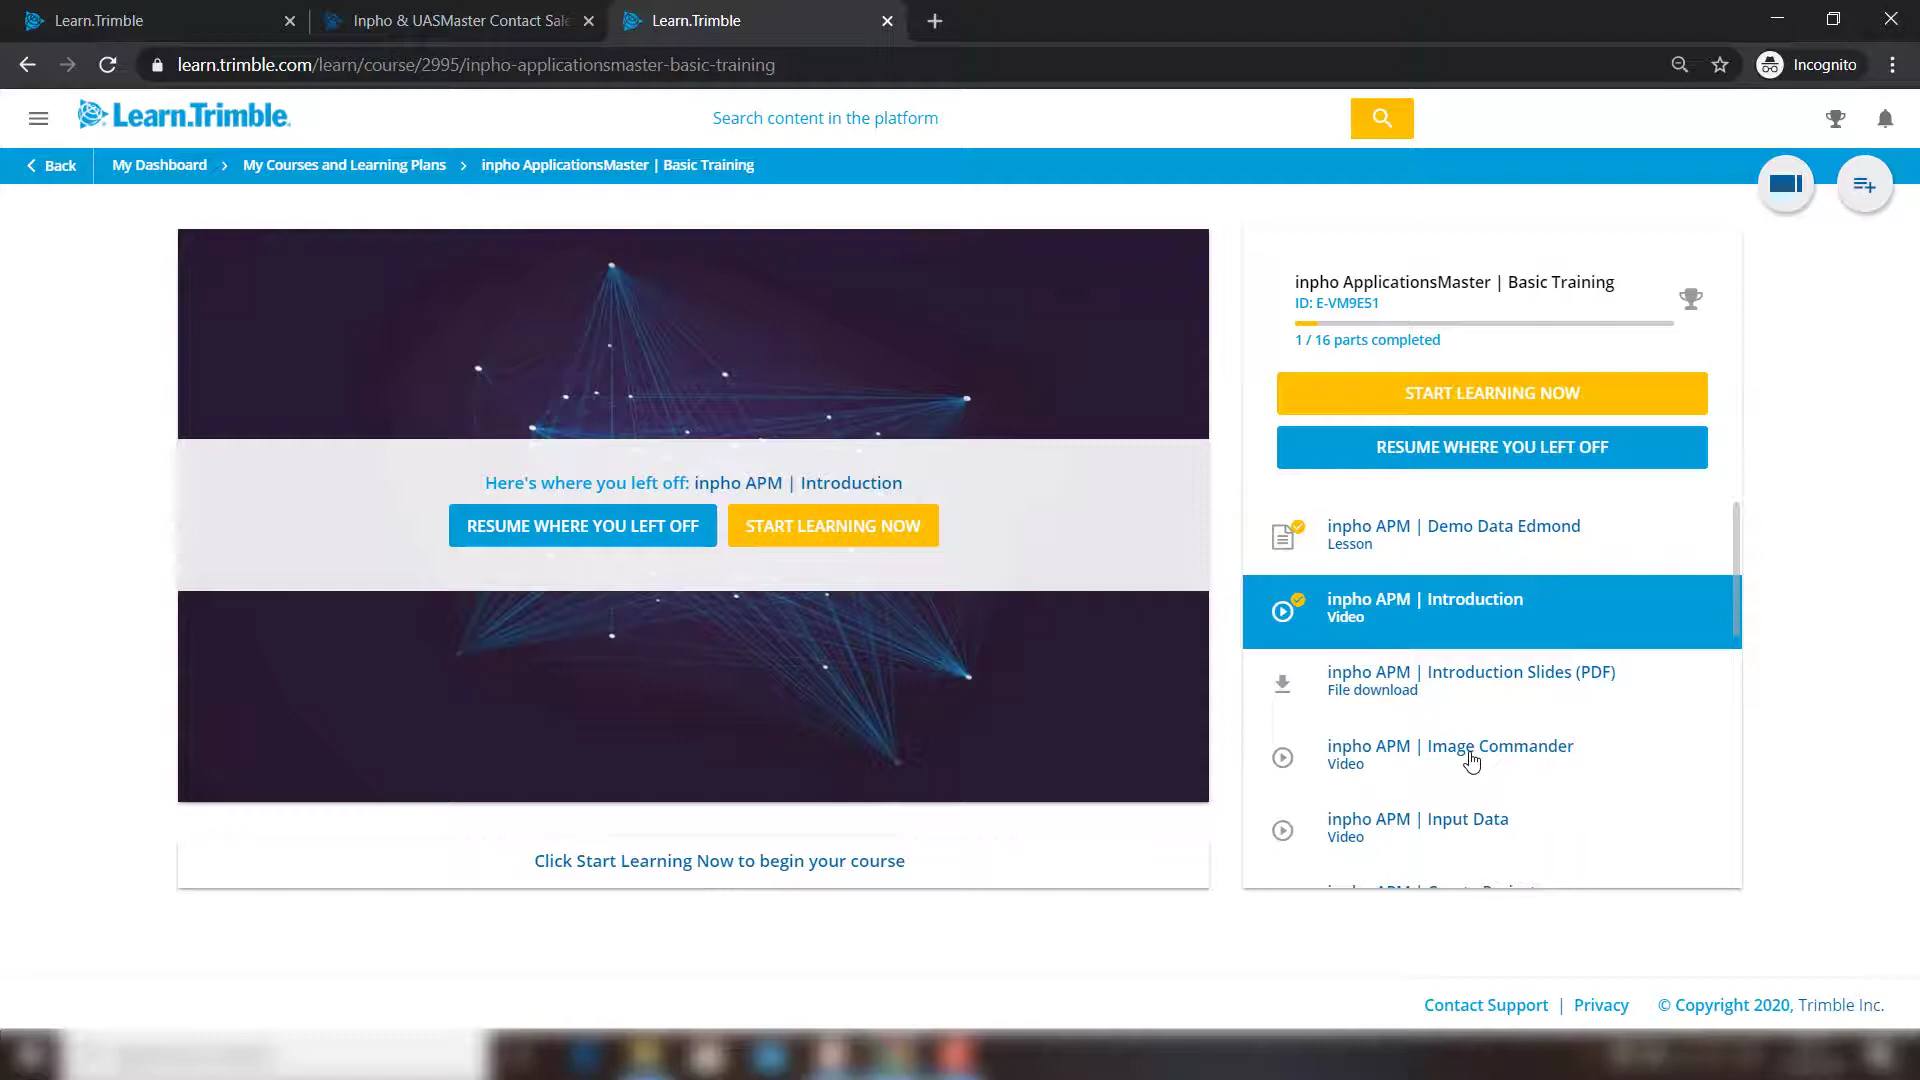 Learn.Trimble
Inpho & UASMaster Contact Sale
Learn.Trimble
learn.trimble.com/learn/course/2995/inpho-applicationsmaster-basic-training
Incognito
Learn.Trimble.
Search content in the platform
Back
My Dashboard
My Courses and Learning Plans
inpho ApplicationsMaster | Basic Training
Here's where you left off: inpho APM | Introduction
RESUME WHERE YOU LEFT OFF
START LEARNING NOW
Click Start Learning Now to begin your course
inpho ApplicationsMaster | Basic Training
ID: E-VM9E51
1 / 16 parts completed
START LEARNING NOW
RESUME WHERE YOU LEFT OFF
inpho APM | Demo Data Edmond
Lesson
inpho APM | Introduction
Video
inpho APM | Introduction Slides (PDF)
File download
inpho APM | Image Commander
Video
inpho APM | Input Data
Video
Contact Support | Privacy © Copyright 2020, Trimble Inc.